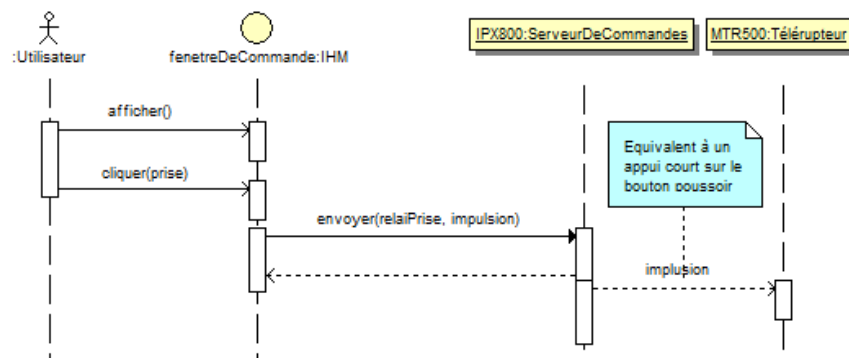 :Utilisateur
fenetreDeCommande:IHM
IPX800:ServeurDeCommandes
MTR500:Télérupteur
afficher()
cliquer(prise)
Equivalent à un
appui court sur le
bouton poussoir
envoyer(relaiPrise, impulsion)
implusion